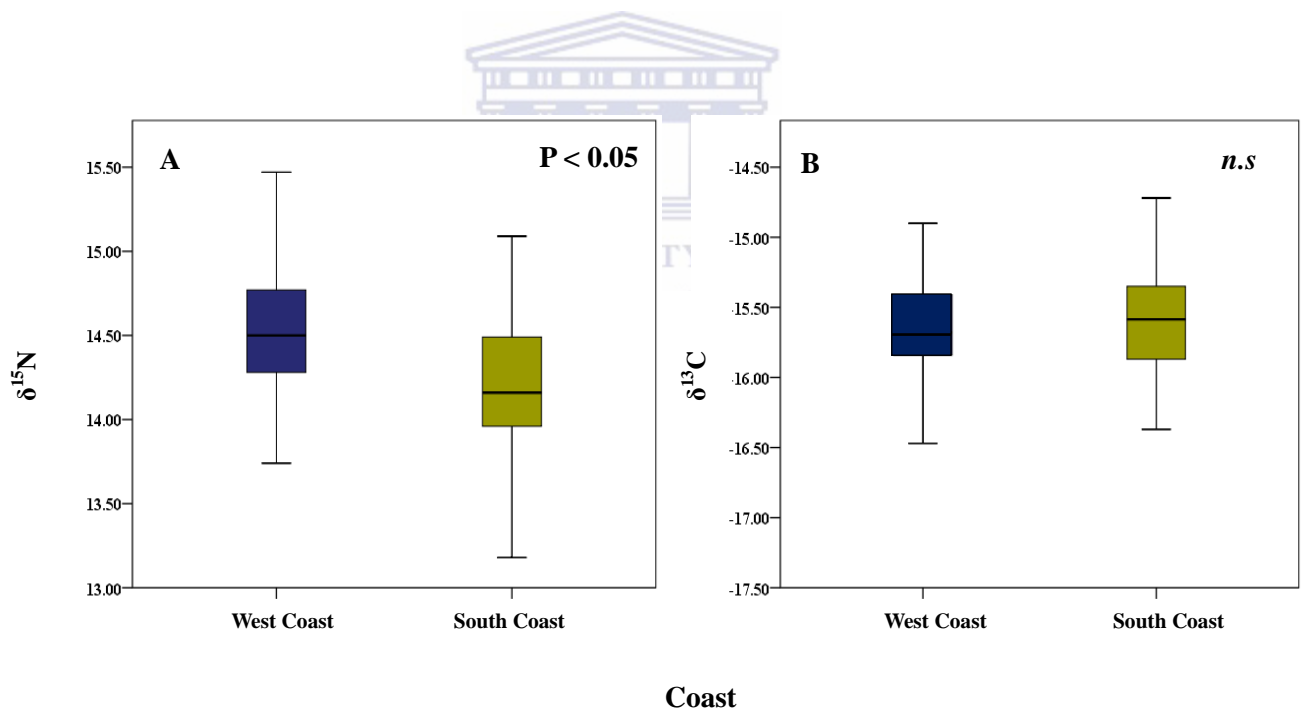 A
P < 0.05
15.50
15.00
14.50
14.00
13.50
13.00
δ¹⁵N
West Coast
South Coast
B
n.s
-14.50
-15.00
-15.50
-16.00
-16.50
-17.00
-17.50
δ¹³C
West Coast
South Coast
Coast